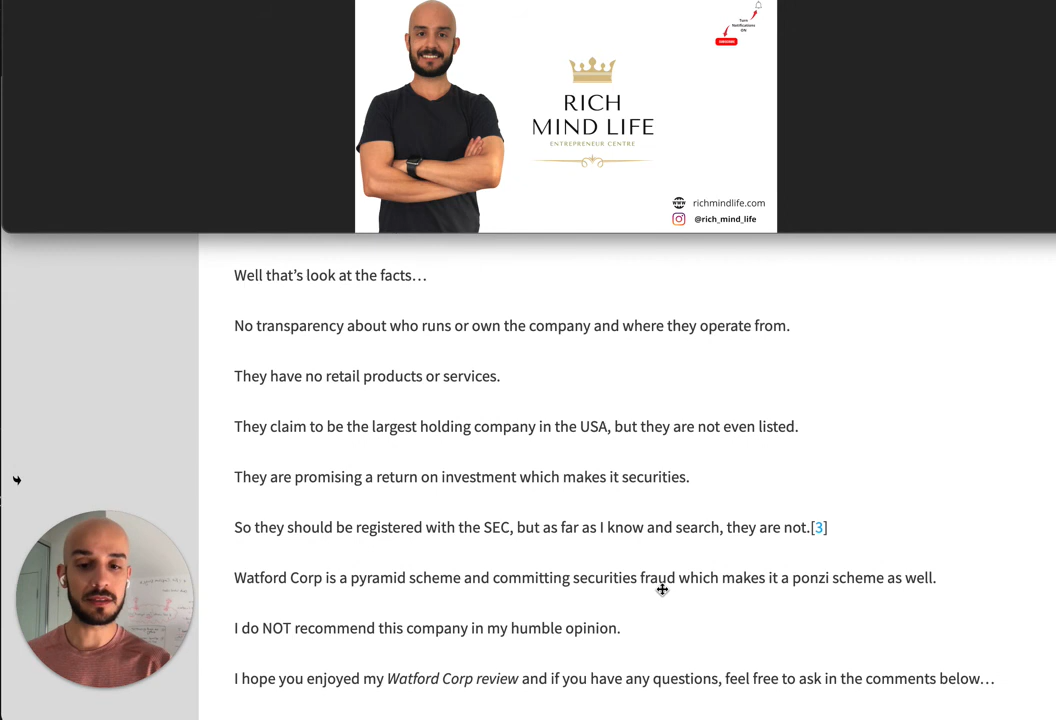 Turn
Notifications
ON
SUBSCRIBE
RICH
MIND LIFE
ENTREPRENEUR CENTRE
WWW
richmindlife.com
@rich_mind_life
Well that’s look at the facts…
No transparency about who runs or own the company and where they operate from.
They have no retail products or services.
They claim to be the largest holding company in the USA, but they are not even listed.
They are promising a return on investment which makes it securities.
So they should be registered with the SEC, but as far as I know and search, they are not.[3]
Watford Corp is a pyramid scheme and committing securities fraud which makes it a ponzi scheme as well.
I do NOT recommend this company in my humble opinion.
I hope you enjoyed my Watford Corp review and if you have any questions, feel free to ask in the comments below…